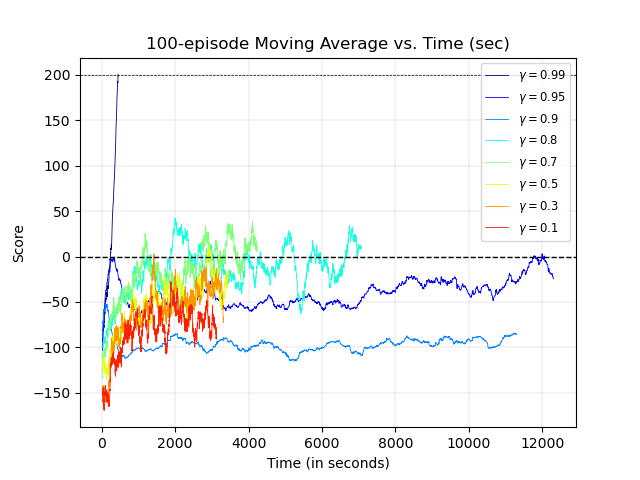 100-episode Moving Average vs. Time (sec)
Score
200
150
100
50
0
−50
−100
−150
γ = 0.99
γ = 0.95
γ = 0.9
γ = 0.8
γ = 0.7
γ = 0.5
γ = 0.3
γ = 0.1
0 2000 4000 6000 8000 10000 12000
Time (in seconds)